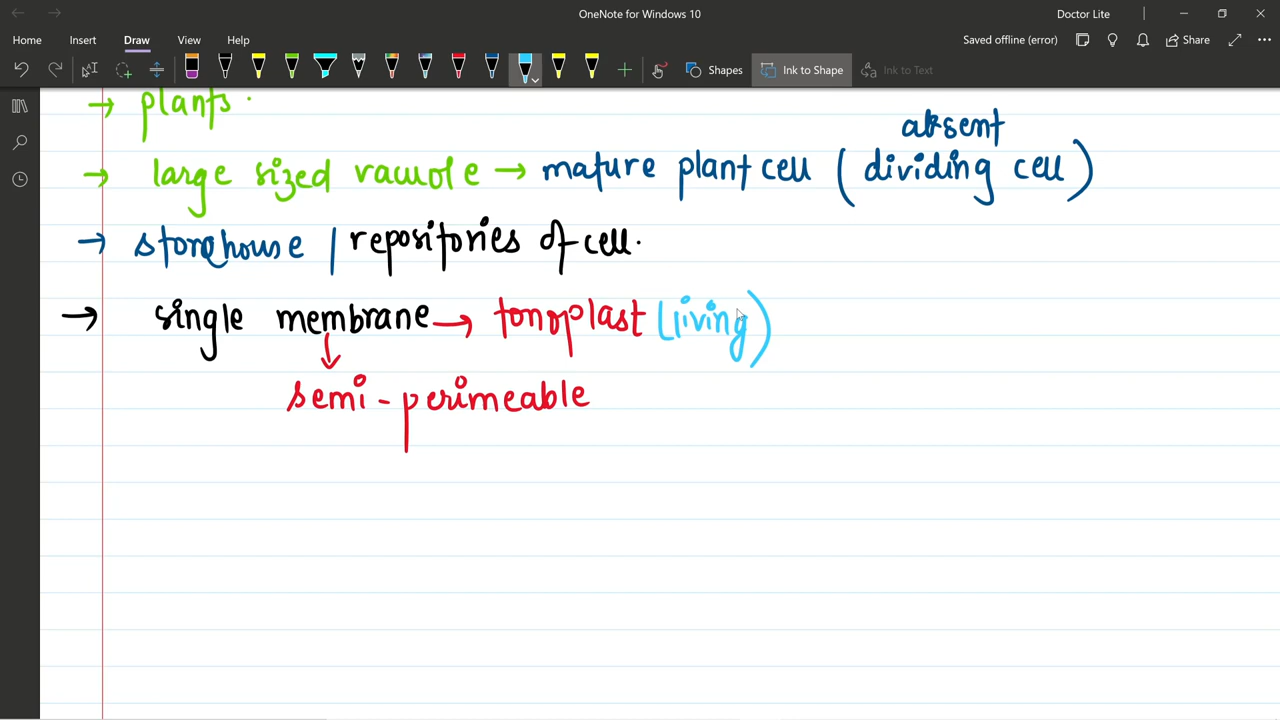 OneNote for Windows 10
Doctor Lite
Home Insert Draw View Help
Saved offline (error) Share
Shapes Ink to Shape Ink to Text
→ plants.
absent
→ large sized vacuole → mature plant cell ( dividing cell )
→ storehouse | repositories of cell.
→ single membrane → tonoplast (living)
↓
semi - perimeable